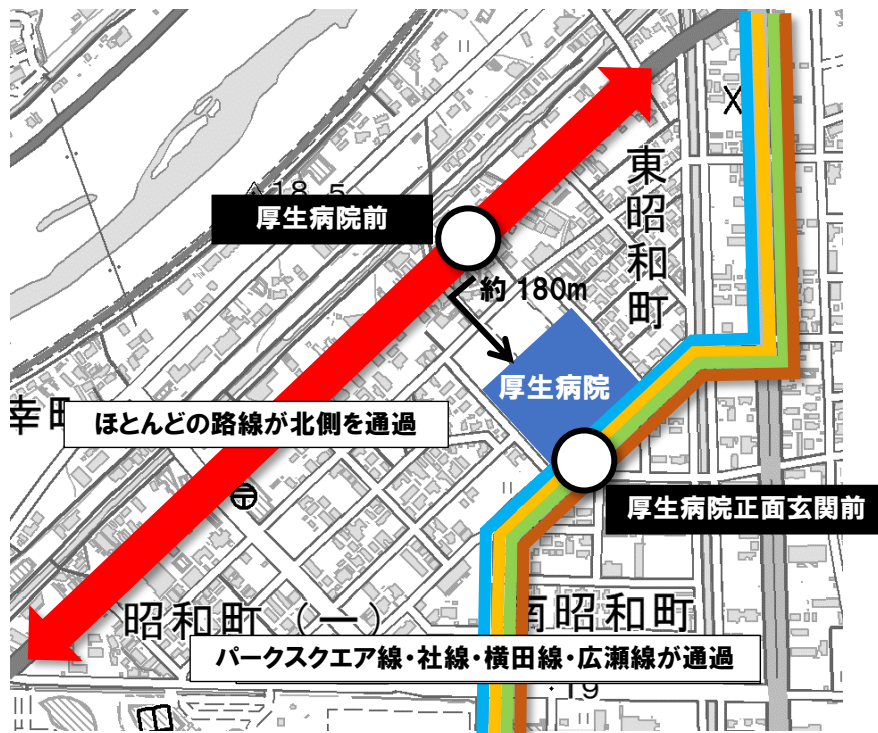 18.5
厚生病院前
東昭和町
約 180m
厚生病院
幸町
ほとんどの路線が北側を通過
厚生病院正面玄関前
昭和町(一)
南昭和町
パークスクエア線・社線・横田線・広瀬線が通過
19